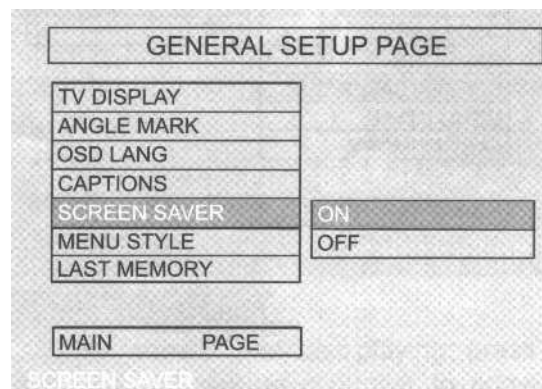 GENERAL SETUP PAGE
TV DISPLAY
ANGLE MARK
OSD LANG
CAPTIONS
SCREEN SAVER
ON
MENU STYLE
OFF
LAST MEMORY
MAIN PAGE
SCREEN SAVER